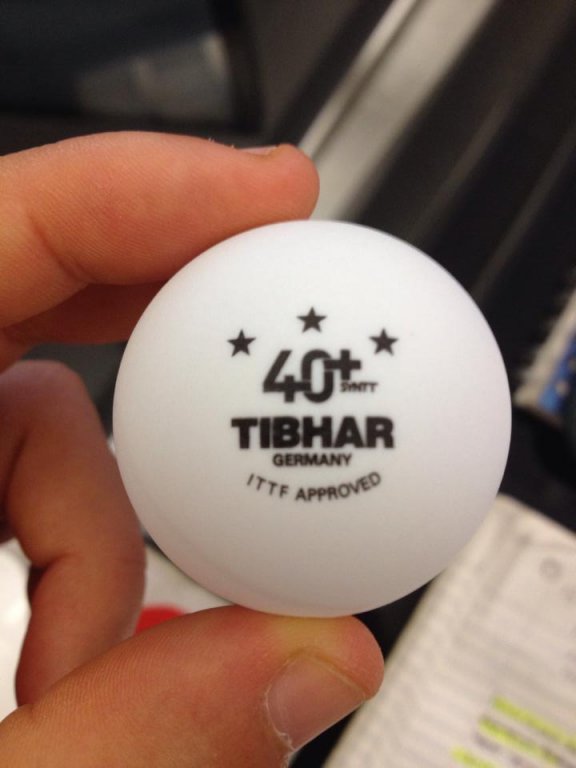 40+ SYNTT
TIBHAR
GERMANY
ITTF APPROVED